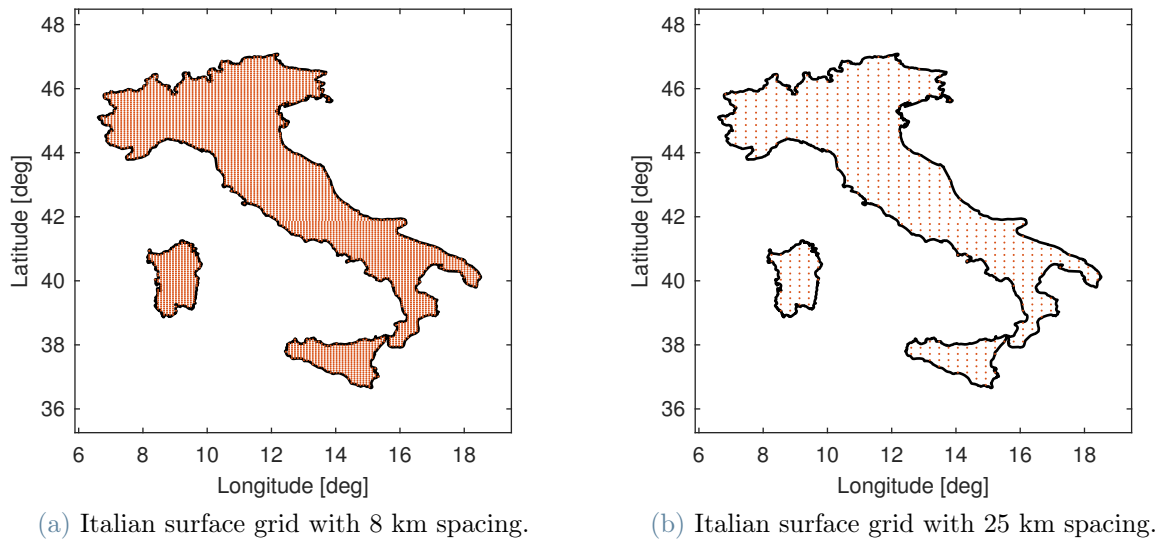 48
46
44
42
40
38
36
Latitude [deg]
6 8 10 12 14 16 18
Longitude [deg]
(a) Italian surface grid with 8 km spacing.
48
46
44
42
40
38
36
Latitude [deg]
6 8 10 12 14 16 18
Longitude [deg]
(b) Italian surface grid with 25 km spacing.